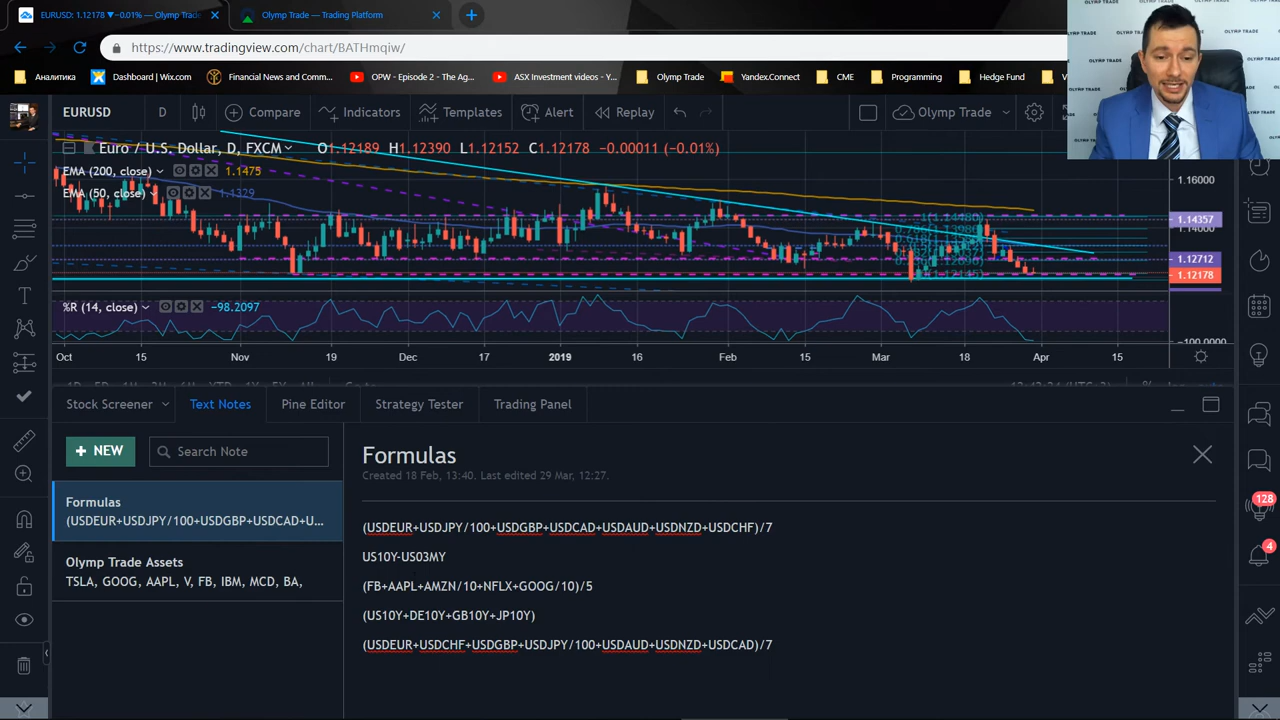 EURUSD: 1.12178 ▼−0.01% — Olymp Trade
Olymp Trade — Trading Platform
https://www.tradingview.com/chart/BATHmqiw/
Аналитика
Dashboard | Wix.com
Financial News and Comm...
OPW - Episode 2 - The A...
ASX Investment videos - Y...
Olymp Trade
Yandex.Connect
CME
Programming
Hedge Fund
V
OLYMP TRADE
EURUSD
D
Compare
Indicators
Templates
Alert
Replay
Olymp Trade
Euro / U.S. Dollar, D, FXCM
O1.12189 H1.12390 L1.12152 C1.12178 −0.00011 (−0.01%)
EMA (200, close)
1.1475
EMA (50, close)
1.1329
1.16000
1.14357
1.14000
1.12712
1.12178
%R (14, close)
−98.2097
−100.0000
Oct 15 Nov 19 Dec 17 2019 16 Feb 15 Mar 18 Apr 15
Stock Screener
Text Notes
Pine Editor
Strategy Tester
Trading Panel
+ NEW
Search Note
Formulas
(USDEUR+USDJPY/100+USDGBP+USDCAD+U...
Olymp Trade Assets
TSLA, GOOG, AAPL, V, FB, IBM, MCD, BA,
Formulas
Created 18 Feb, 13:40. Last edited 29 Mar, 12:27.
(USDEUR+USDJPY/100+USDGBP+USDCAD+USDAUD+USDNZD+USDCHF)/7
US10Y-US03MY
(FB+AAPL+AMZN/10+NFLX+GOOG/10)/5
(US10Y+DE10Y+GB10Y+JP10Y)
(USDEUR+USDCHF+USDGBP+USDJPY/100+USDAUD+USDNZD+USDCAD)/7
128
4